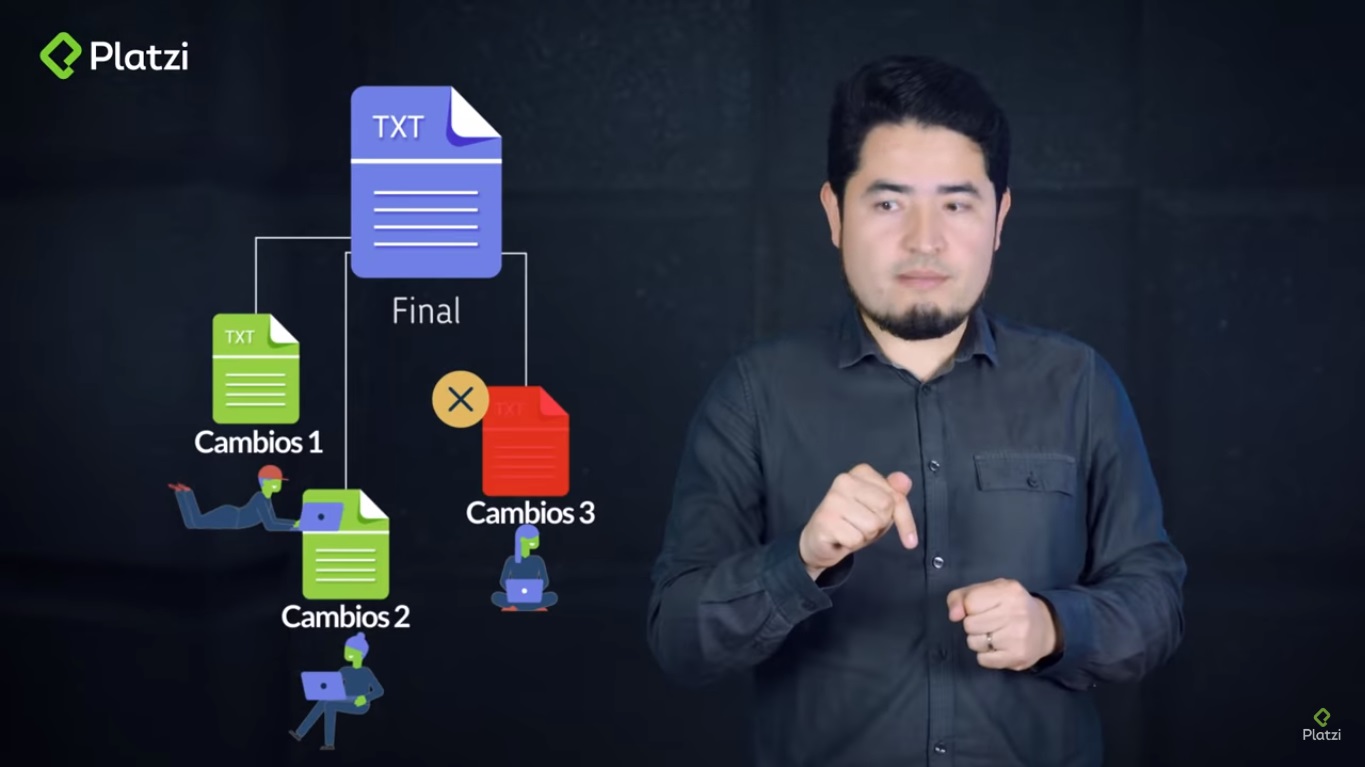 Platzi
TXT
Final
TXT
Cambios 1
TXT
Cambios 3
Cambios 2
Platzi